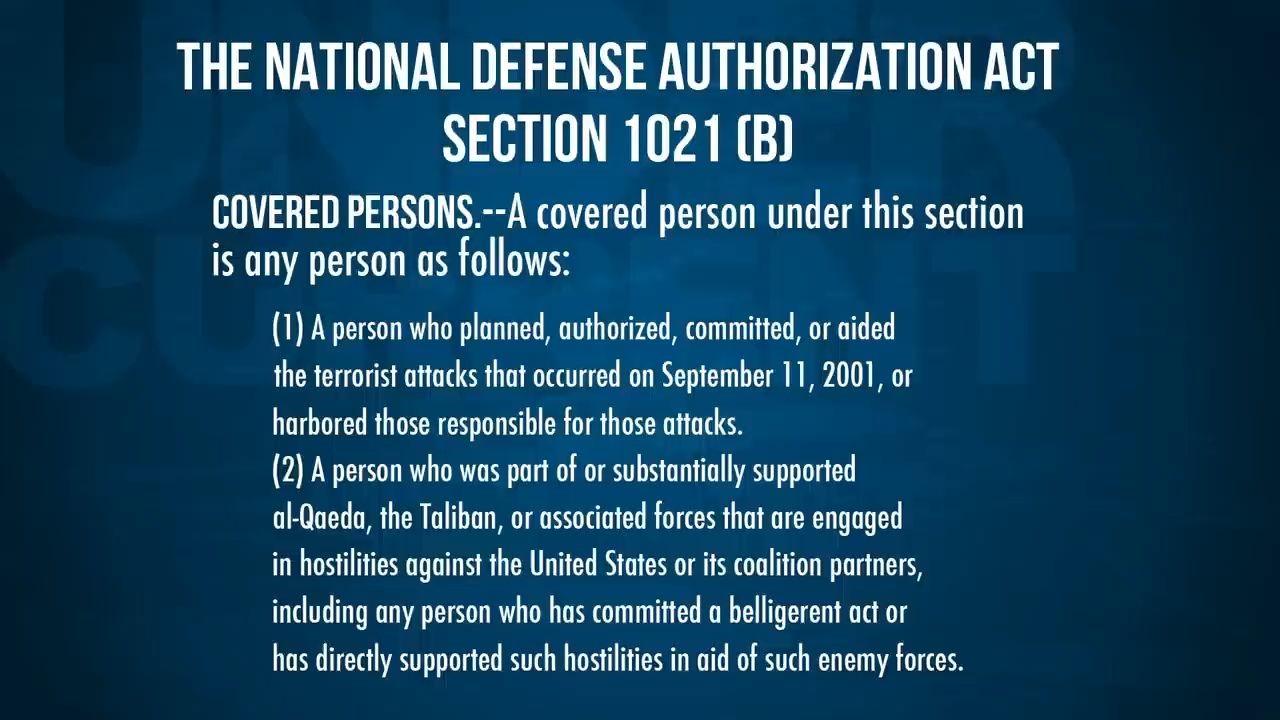 THE NATIONAL DEFENSE AUTHORIZATION ACT
SECTION 1021 (B)
COVERED PERSONS.--A covered person under this section
is any person as follows:
(1) A person who planned, authorized, committed, or aided
the terrorist attacks that occurred on September 11, 2001, or
harbored those responsible for those attacks.
(2) A person who was part of or substantially supported
al-Qaeda, the Taliban, or associated forces that are engaged
in hostilities against the United States or its coalition partners,
including any person who has committed a belligerent act or
has directly supported such hostilities in aid of such enemy forces.
UNDER
CURRENT